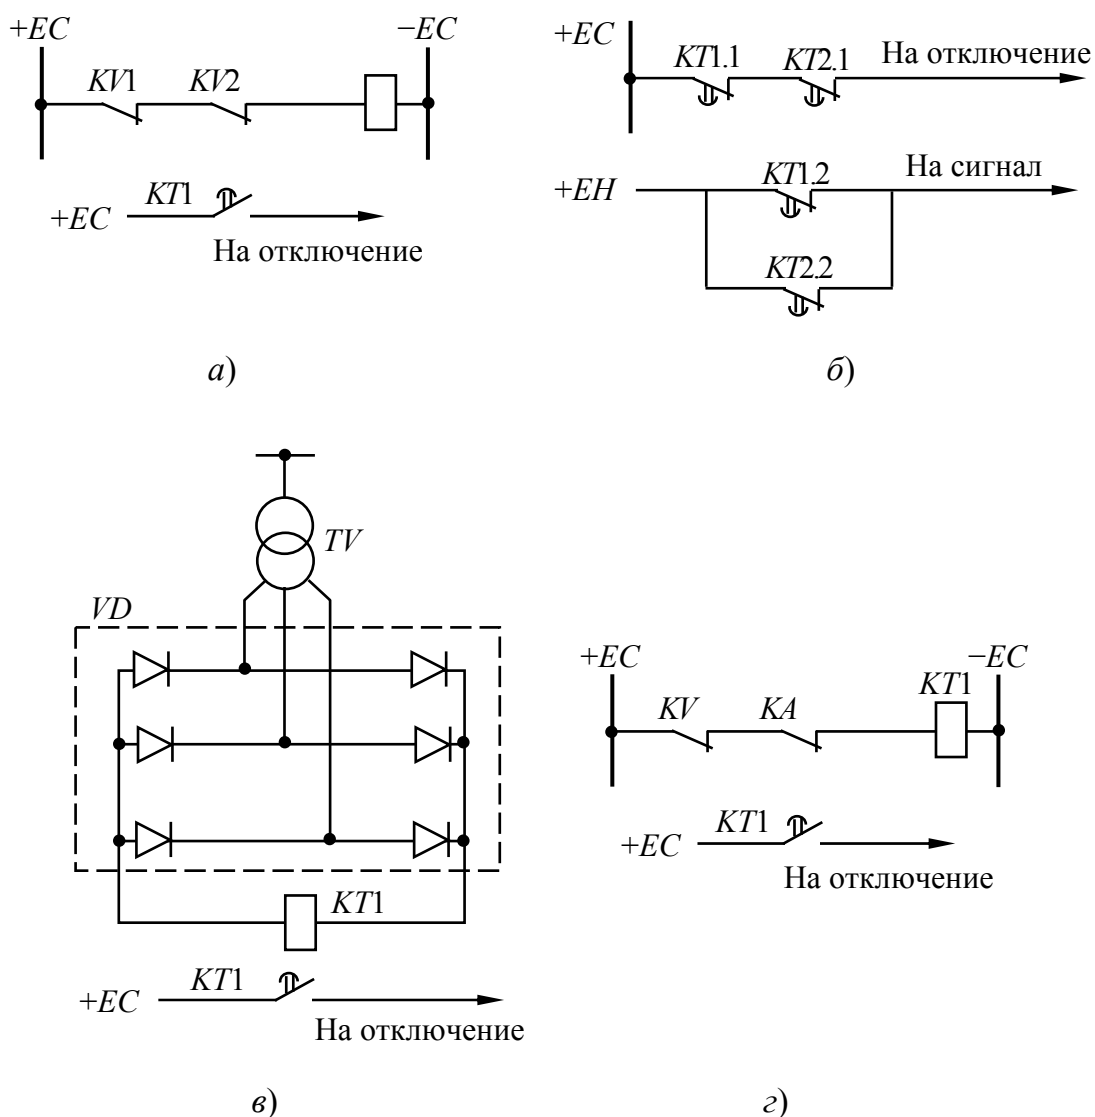 +EC −EC
KV1 KV2
KT1
+EC
На отключение
а)
+EC
KT1.1 KT2.1 На отключение
+EH KT1.2 На сигнал
KT2.2
б)
TV
VD
KT1
+EC KT1
На отключение
в)
+EC −EC
KT1
KV KA
+EC KT1
На отключение
г)